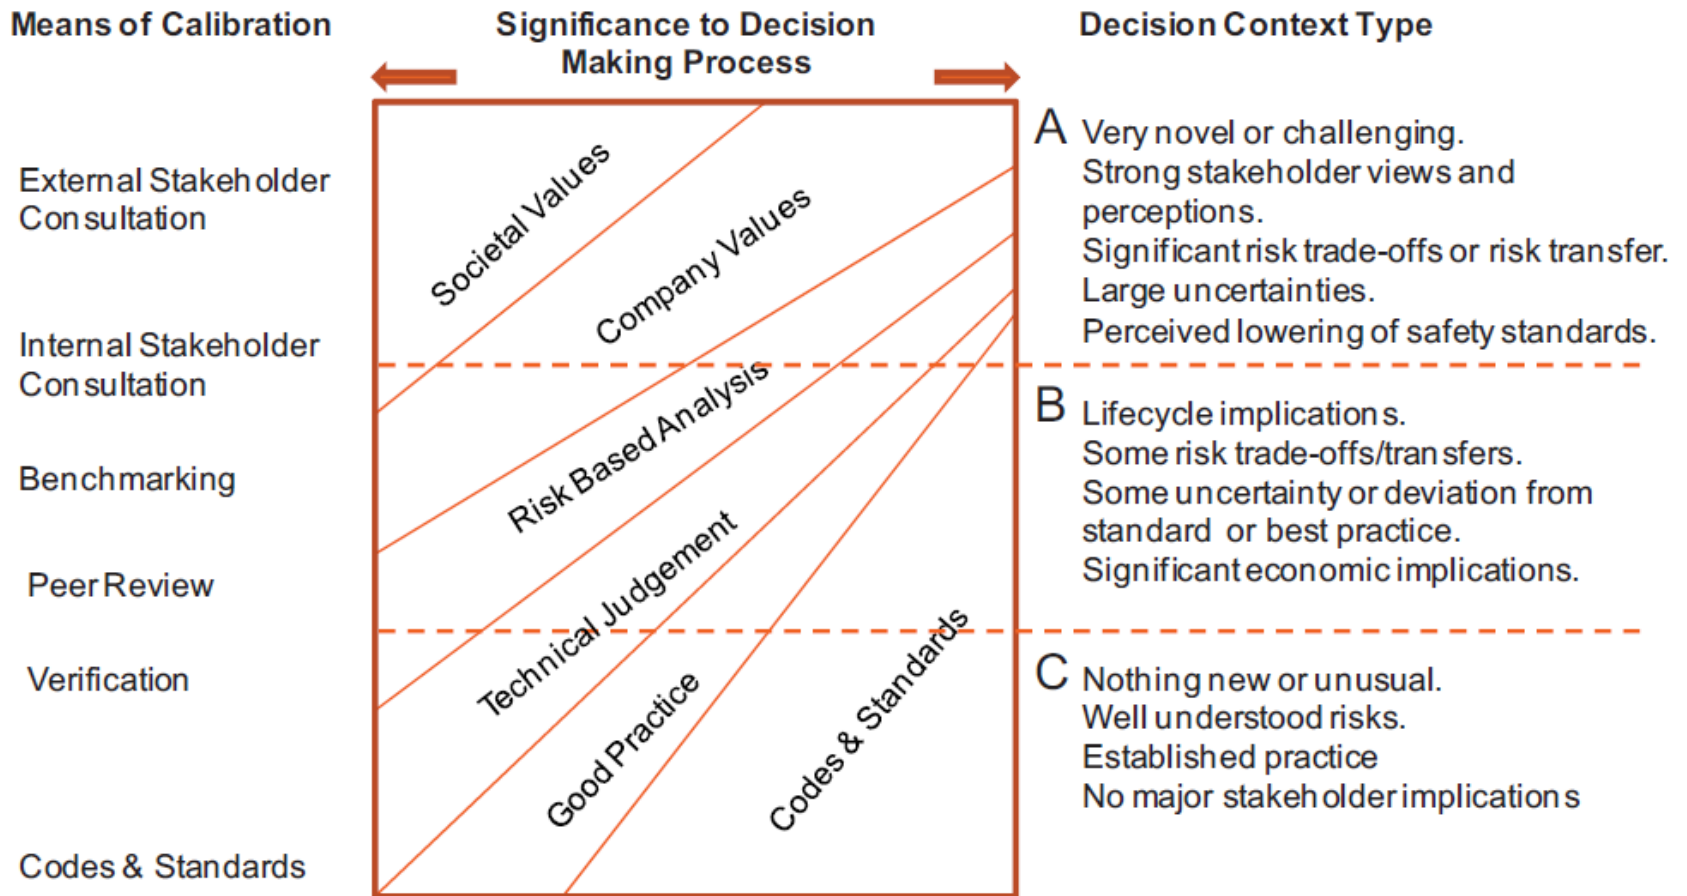 Means of Calibration
Significance to Decision
Making Process
Decision Context Type
External Stakeholder
Consultation
Internal Stakeholder
Consultation
Benchmarking
Peer Review
Verification
Codes & Standards
Societal Values
Company Values
Risk Based Analysis
Technical Judgement
Good Practice
Codes & Standards
A
Very novel or challenging.
Strong stakeholder views and
perceptions.
Significant risk trade-offs or risk transfer.
Large uncertainties.
Perceived lowering of safety standards.
B
Lifecycle implications.
Some risk trade-offs/transfers.
Some uncertainty or deviation from
standard or best practice.
Significant economic implications.
C
Nothing new or unusual.
Well understood risks.
Established practice
No major stakeholder implications